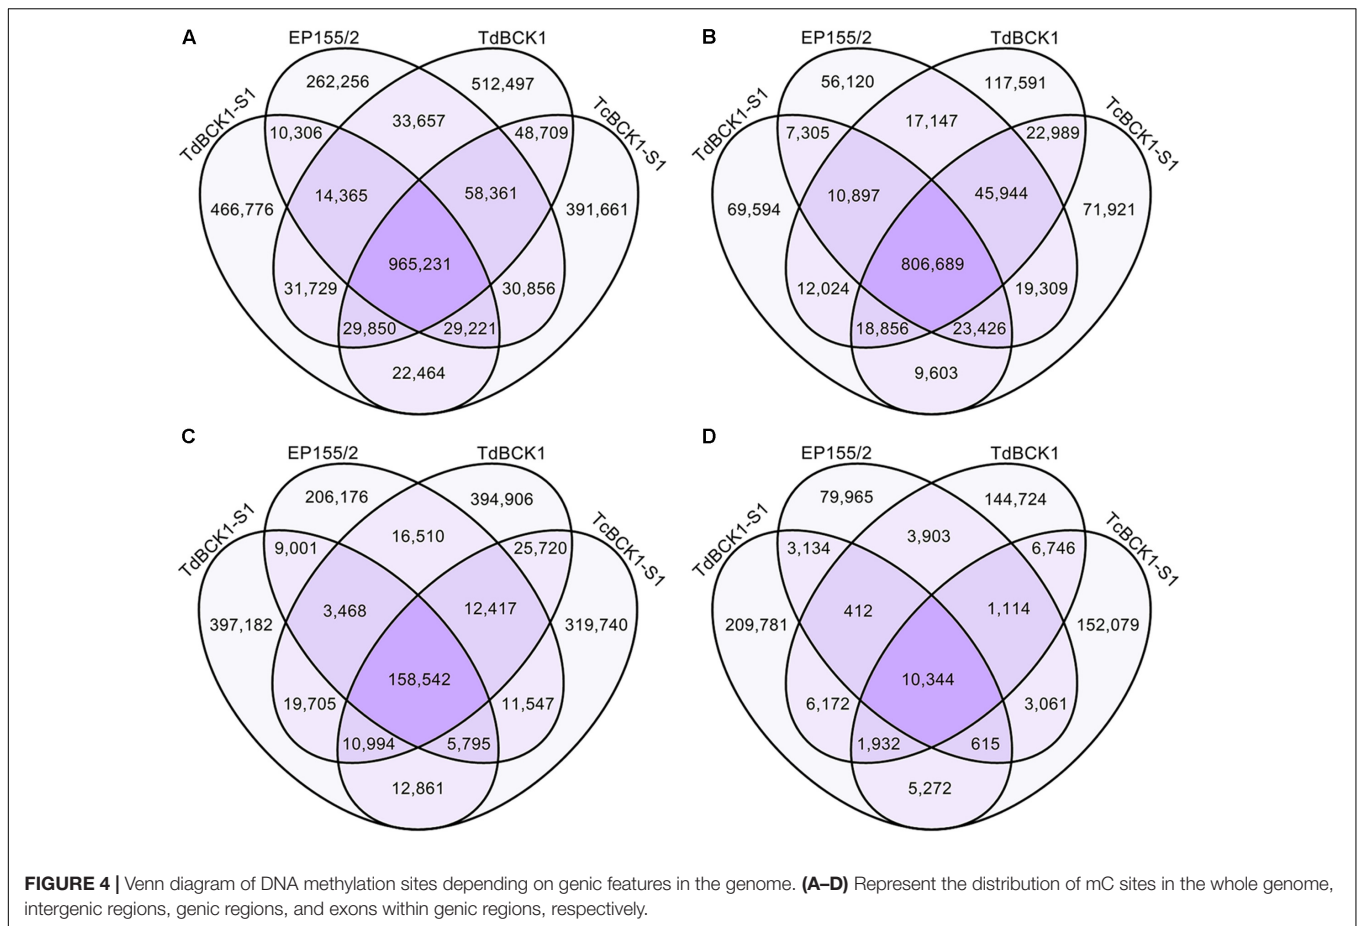 A
EP155/2
TdBCK1
TdBCK1-S1
TcBCK1-S1
262,256
512,497
10,306
33,657
48,709
14,365
58,361
466,776
391,661
965,231
31,729
30,856
29,850
29,221
22,464
B
EP155/2
TdBCK1
TdBCK1-S1
TcBCK1-S1
56,120
117,591
7,305
17,147
22,989
10,897
45,944
69,594
71,921
806,689
12,024
19,309
18,856
23,426
9,603
C
EP155/2
TdBCK1
TdBCK1-S1
TcBCK1-S1
206,176
394,906
9,001
16,510
25,720
3,468
12,417
397,182
319,740
158,542
19,705
11,547
10,994
5,795
12,861
D
EP155/2
TdBCK1
TdBCK1-S1
TcBCK1-S1
79,965
144,724
3,134
3,903
6,746
412
1,114
209,781
152,079
10,344
6,172
3,061
1,932
615
5,272
FIGURE 4 | Venn diagram of DNA methylation sites depending on genic features in the genome. (A–D) Represent the distribution of mC sites in the whole genome,
intergenic regions, genic regions, and exons within genic regions, respectively.